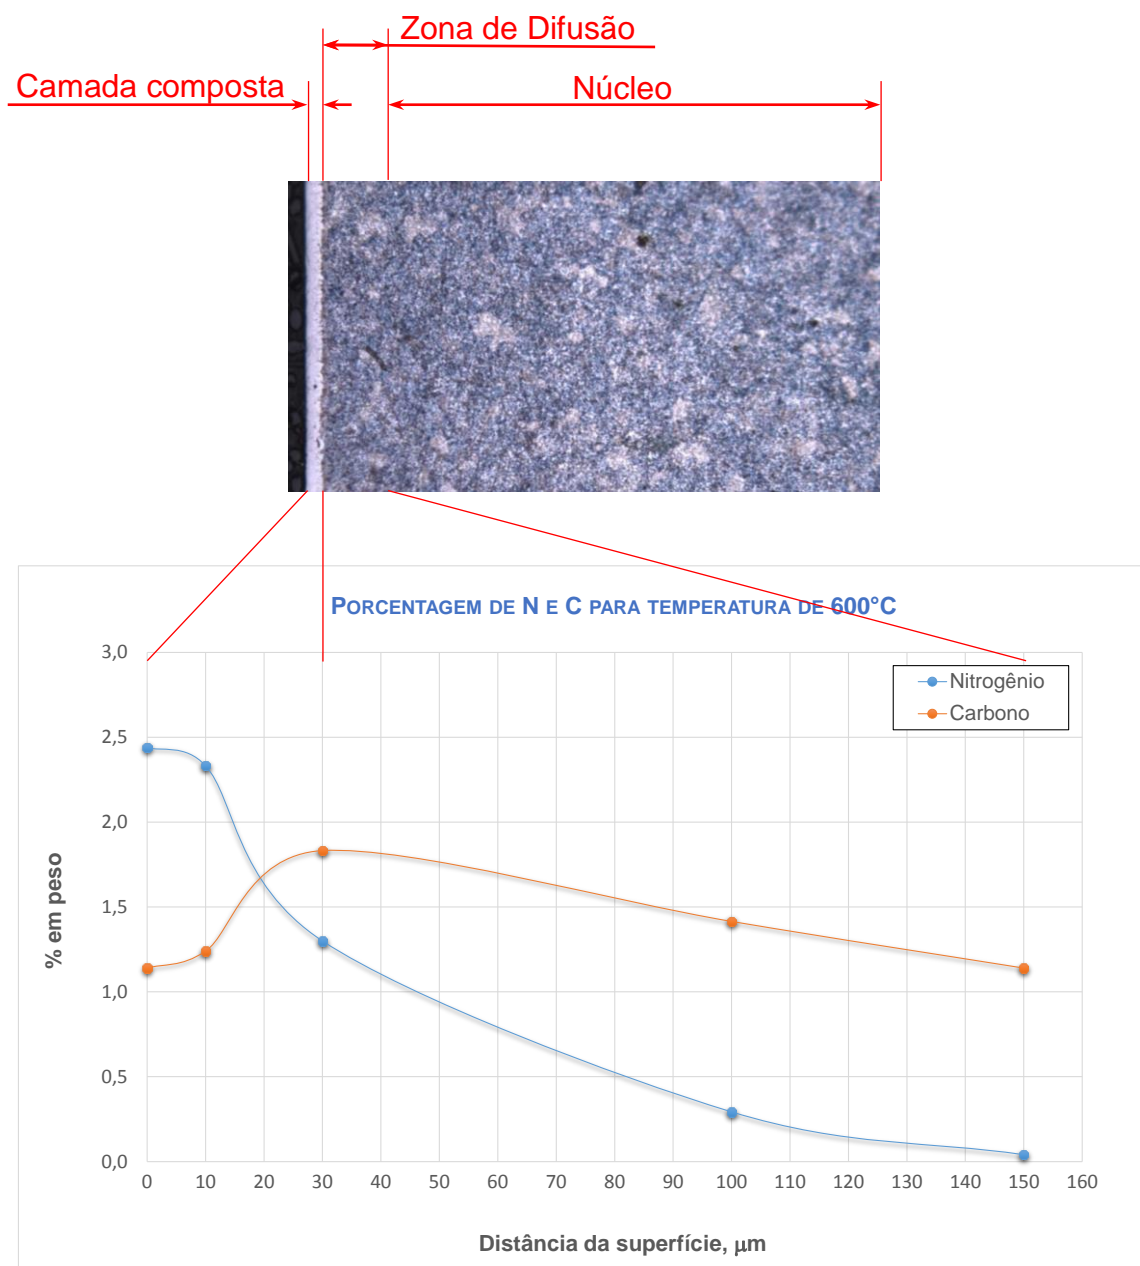 Zona de Difusão
Camada composta
Núcleo
PORCENTAGEM DE N E C PARA TEMPERATURA DE 600°C
3,0
2,5
2,0
1,5
1,0
0,5
0,0
% em peso
Nitrogênio
Carbono
0 10 20 30 40 50 60 70 80 90 100 110 120 130 140 150 160
Distância da superfície, µm